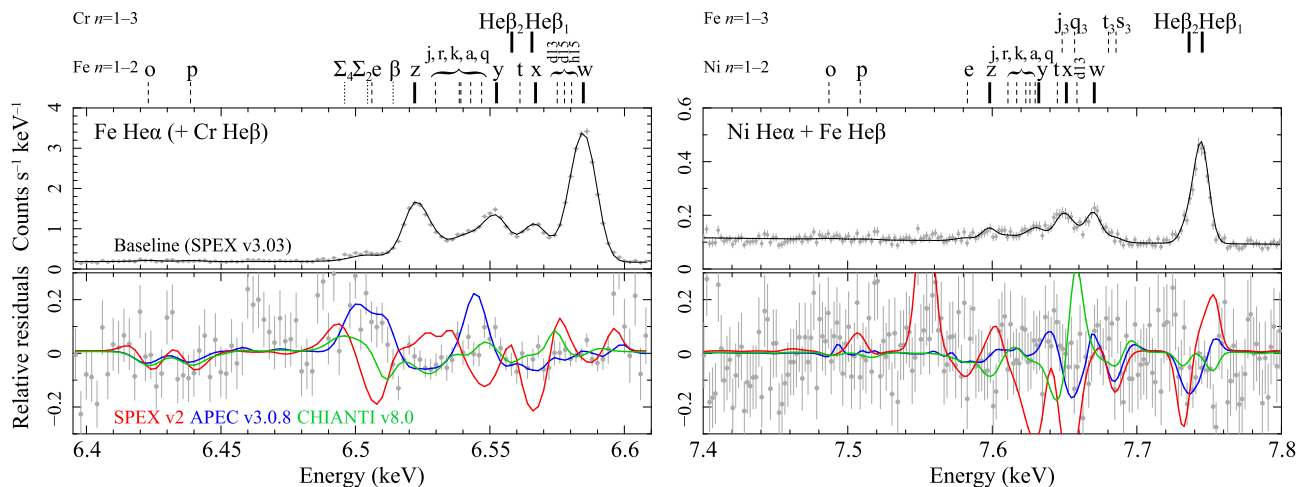 Cr n=1–3
Heβ2 Heβ1
j, r, k, a, q
d13
d15
h5
Fe n=1–2
o p Σ4 Σ2 e β z y t x w
Fe Heα (+ Cr Heβ)
Baseline (SPEX v3.03)
Counts s−1 keV−1
0 1 2 3 4
Relative residuals
−0.2 0 0.2
SPEX v2 APEC v3.0.8 CHIANTI v8.0
6.4 6.45 6.5 6.55 6.6
Energy (keV)
Fe n=1–3
j3 q3 t3 s3 Heβ2 Heβ1
j, r, k, a, q
Ni n=1–2
o p e z y t x d13 w
Ni Heα + Fe Heβ
0 0.2 0.4 0.6
−0.2 0 0.2
7.4 7.5 7.6 7.7 7.8
Energy (keV)